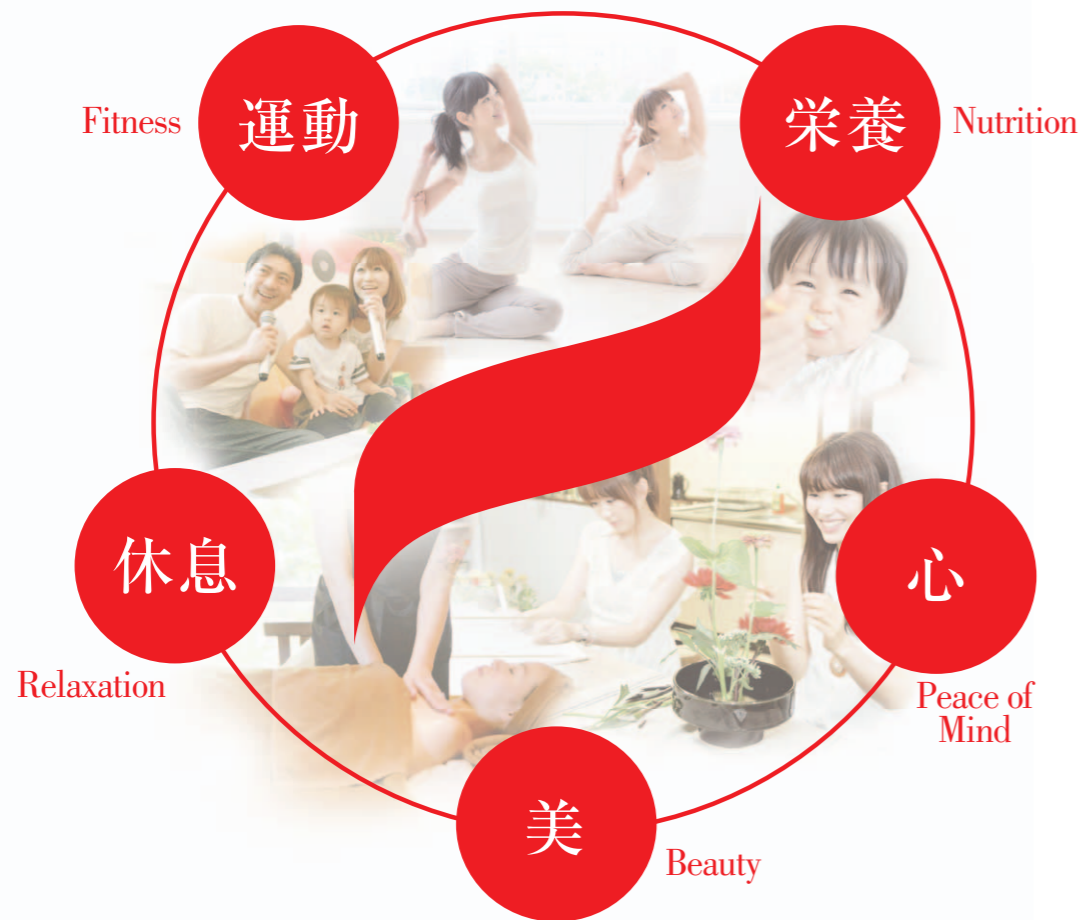 Fitness
運動
栄養
Nutrition
休息
Relaxation
心
Peace of
Mind
美
Beauty